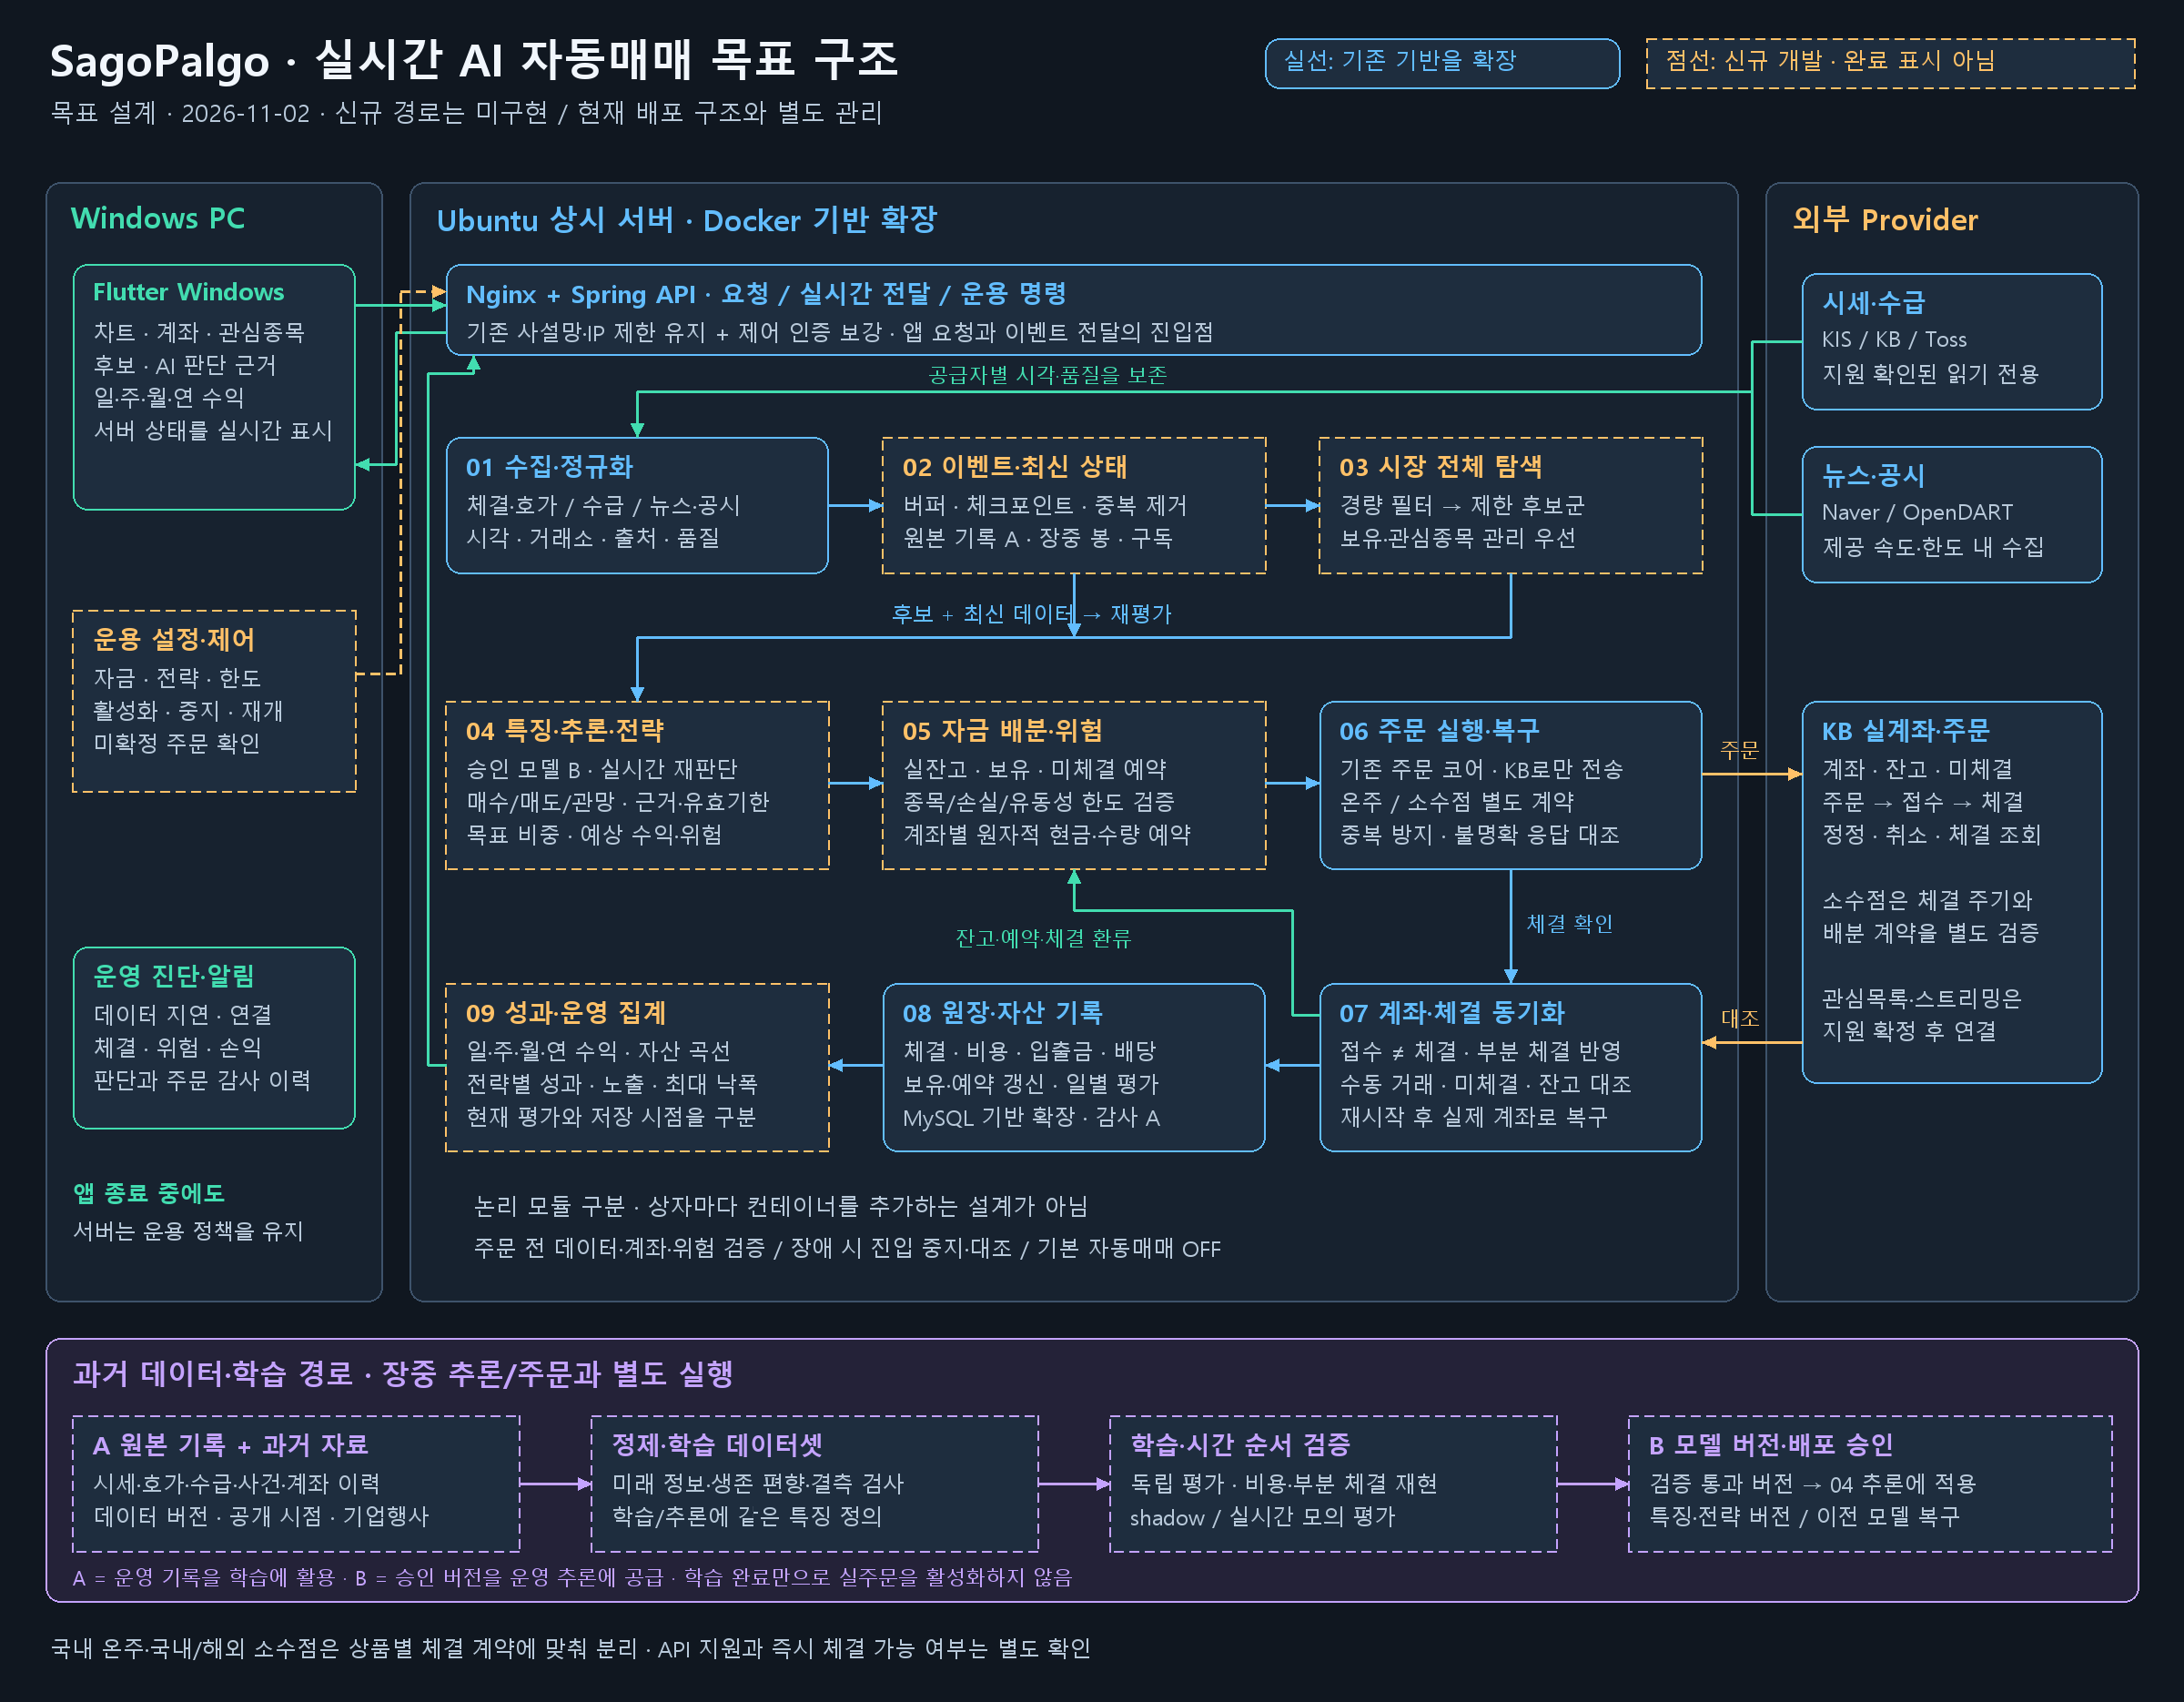 SagoPalgo · 실시간 AI 자동매매 목표 구조
목표 설계 · 2026-11-02 · 신규 경로는 미구현 / 현재 배포 구조와 별도 관리
실선: 기존 기반을 확장
점선: 신규 개발 · 완료 표시 아님
Windows PC
Flutter Windows
차트 · 계좌 · 관심종목
후보 · AI 판단 근거
일·주·월·연 수익
서버 상태를 실시간 표시
운용 설정·제어
자금 · 전략 · 한도
활성화 · 중지 · 재개
미확정 주문 확인
운영 진단·알림
데이터 지연 · 연결
체결 · 위험 · 손익
판단과 주문 감사 이력
앱 종료 중에도
서버는 운용 정책을 유지
Ubuntu 상시 서버 · Docker 기반 확장
Nginx + Spring API · 요청 / 실시간 전달 / 운용 명령
기존 사설망·IP 제한 유지 + 제어 인증 보강 · 앱 요청과 이벤트 전달의 진입점
공급자별 시각·품질을 보존
01 수집·정규화
체결·호가 / 수급 / 뉴스·공시
시각 · 거래소 · 출처 · 품질
02 이벤트·최신 상태
버퍼 · 체크포인트 · 중복 제거
원본 기록 A · 장중 봉 · 구독
03 시장 전체 탐색
경량 필터 → 제한 후보군
보유·관심종목 관리 우선
후보 + 최신 데이터 → 재평가
04 특징·추론·전략
승인 모델 B · 실시간 재판단
매수/매도/관망 · 근거·유효기한
목표 비중 · 예상 수익·위험
05 자금 배분·위험
실잔고 · 보유 · 미체결 예약
종목/손실/유동성 한도 검증
계좌별 원자적 현금·수량 예약
06 주문 실행·복구
기존 주문 코어 · KB로만 전송
온주 / 소수점 별도 계약
중복 방지 · 불명확 응답 대조
주문
체결 확인
잔고·예약·체결 환류
09 성과·운영 집계
일·주·월·연 수익 · 자산 곡선
전략별 성과 · 노출 · 최대 낙폭
현재 평가와 저장 시점을 구분
08 원장·자산 기록
체결 · 비용 · 입출금 · 배당
보유·예약 갱신 · 일별 평가
MySQL 기반 확장 · 감사 A
07 계좌·체결 동기화
접수 ≠ 체결 · 부분 체결 반영
수동 거래 · 미체결 · 잔고 대조
재시작 후 실제 계좌로 복구
대조
논리 모듈 구분 · 상자마다 컨테이너를 추가하는 설계가 아님
주문 전 데이터·계좌·위험 검증 / 장애 시 진입 중지·대조 / 기본 자동매매 OFF
외부 Provider
시세·수급
KIS / KB / Toss
지원 확인된 읽기 전용
뉴스·공시
Naver / OpenDART
제공 속도·한도 내 수집
KB 실계좌·주문
계좌 · 잔고 · 미체결
주문 → 접수 → 체결
정정 · 취소 · 체결 조회
소수점은 체결 주기와
배분 계약을 별도 검증
관심목록·스트리밍은
지원 확정 후 연결
과거 데이터·학습 경로 · 장중 추론/주문과 별도 실행
A 원본 기록 + 과거 자료
시세·호가·수급·사건·계좌 이력
데이터 버전 · 공개 시점 · 기업행사
정제·학습 데이터셋
미래 정보·생존 편향·결측 검사
학습/추론에 같은 특징 정의
학습·시간 순서 검증
독립 평가 · 비용·부분 체결 재현
shadow / 실시간 모의 평가
B 모델 버전·배포 승인
검증 통과 버전 → 04 추론에 적용
특징·전략 버전 / 이전 모델 복구
A = 운영 기록을 학습에 활용 · B = 승인 버전을 운영 추론에 공급 · 학습 완료만으로 실주문을 활성화하지 않음
국내 온주·국내/해외 소수점은 상품별 체결 계약에 맞춰 분리 · API 지원과 즉시 체결 가능 여부는 별도 확인